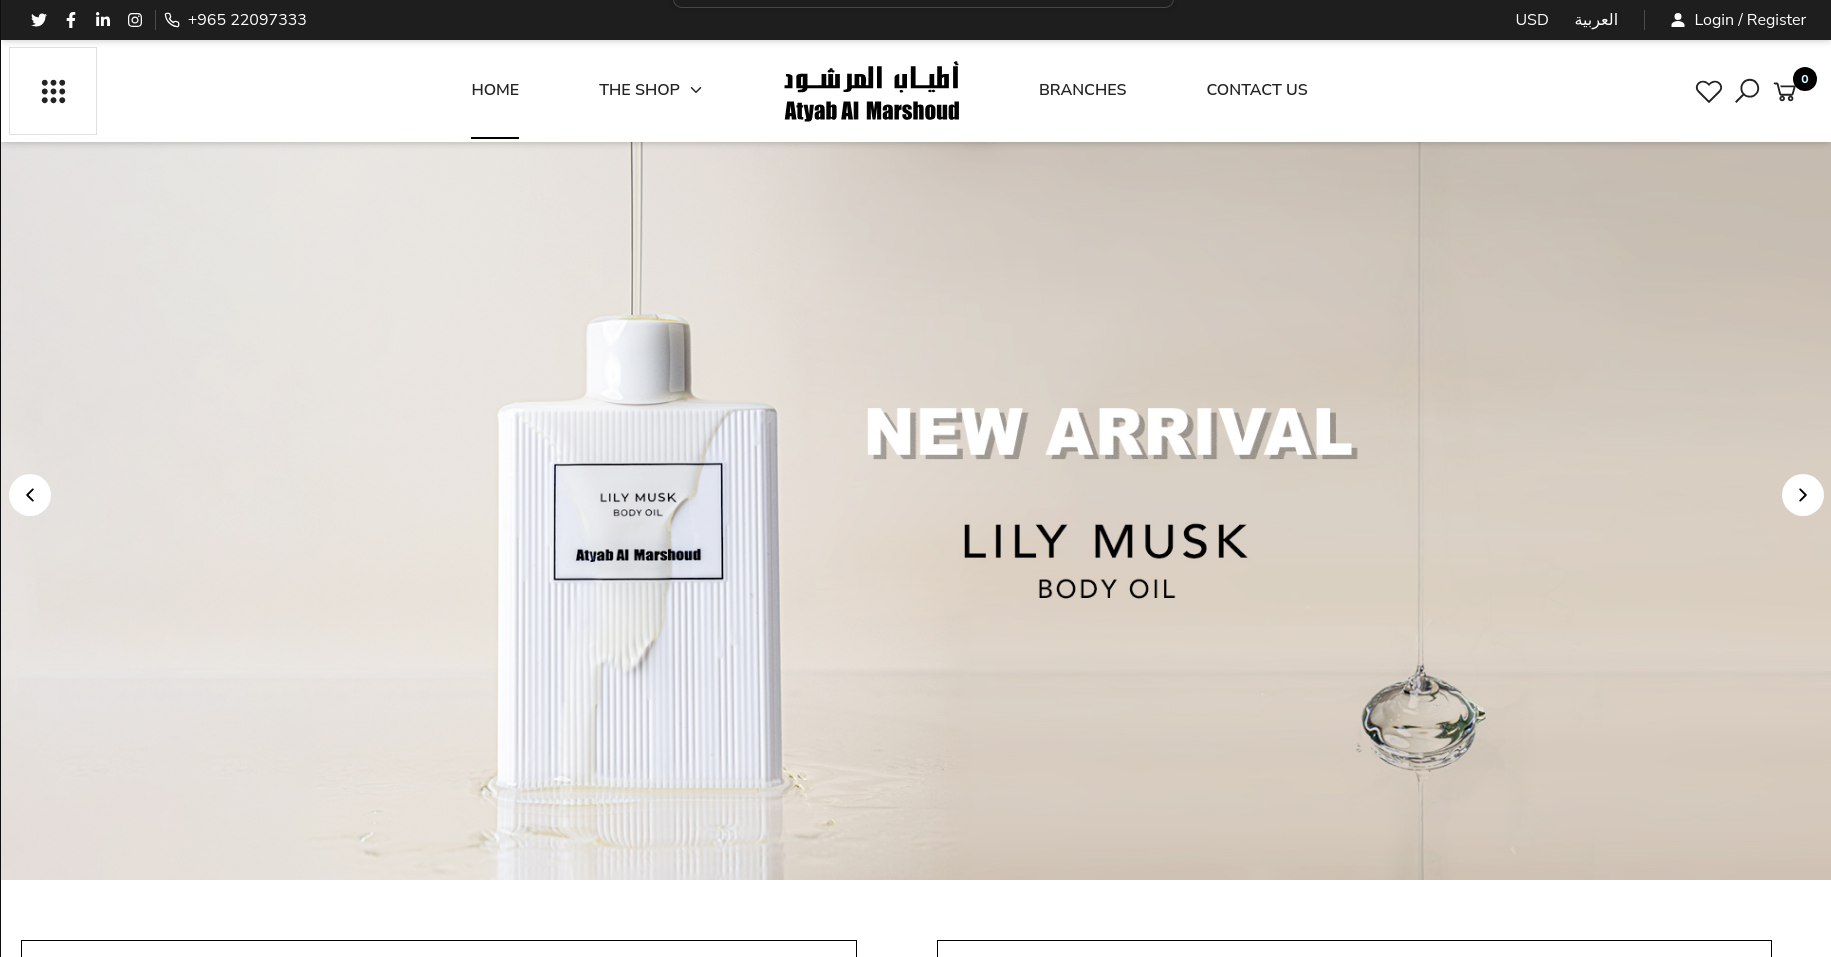 +965 22097333
USD
العربية
Login / Register
HOME
THE SHOP
أطياب المرشود
Atyab Al Marshoud
BRANCHES
CONTACT US
0
NEW ARRIVAL
LILY MUSK
BODY OIL
LILY MUSK
BODY OIL
Atyab Al Marshoud